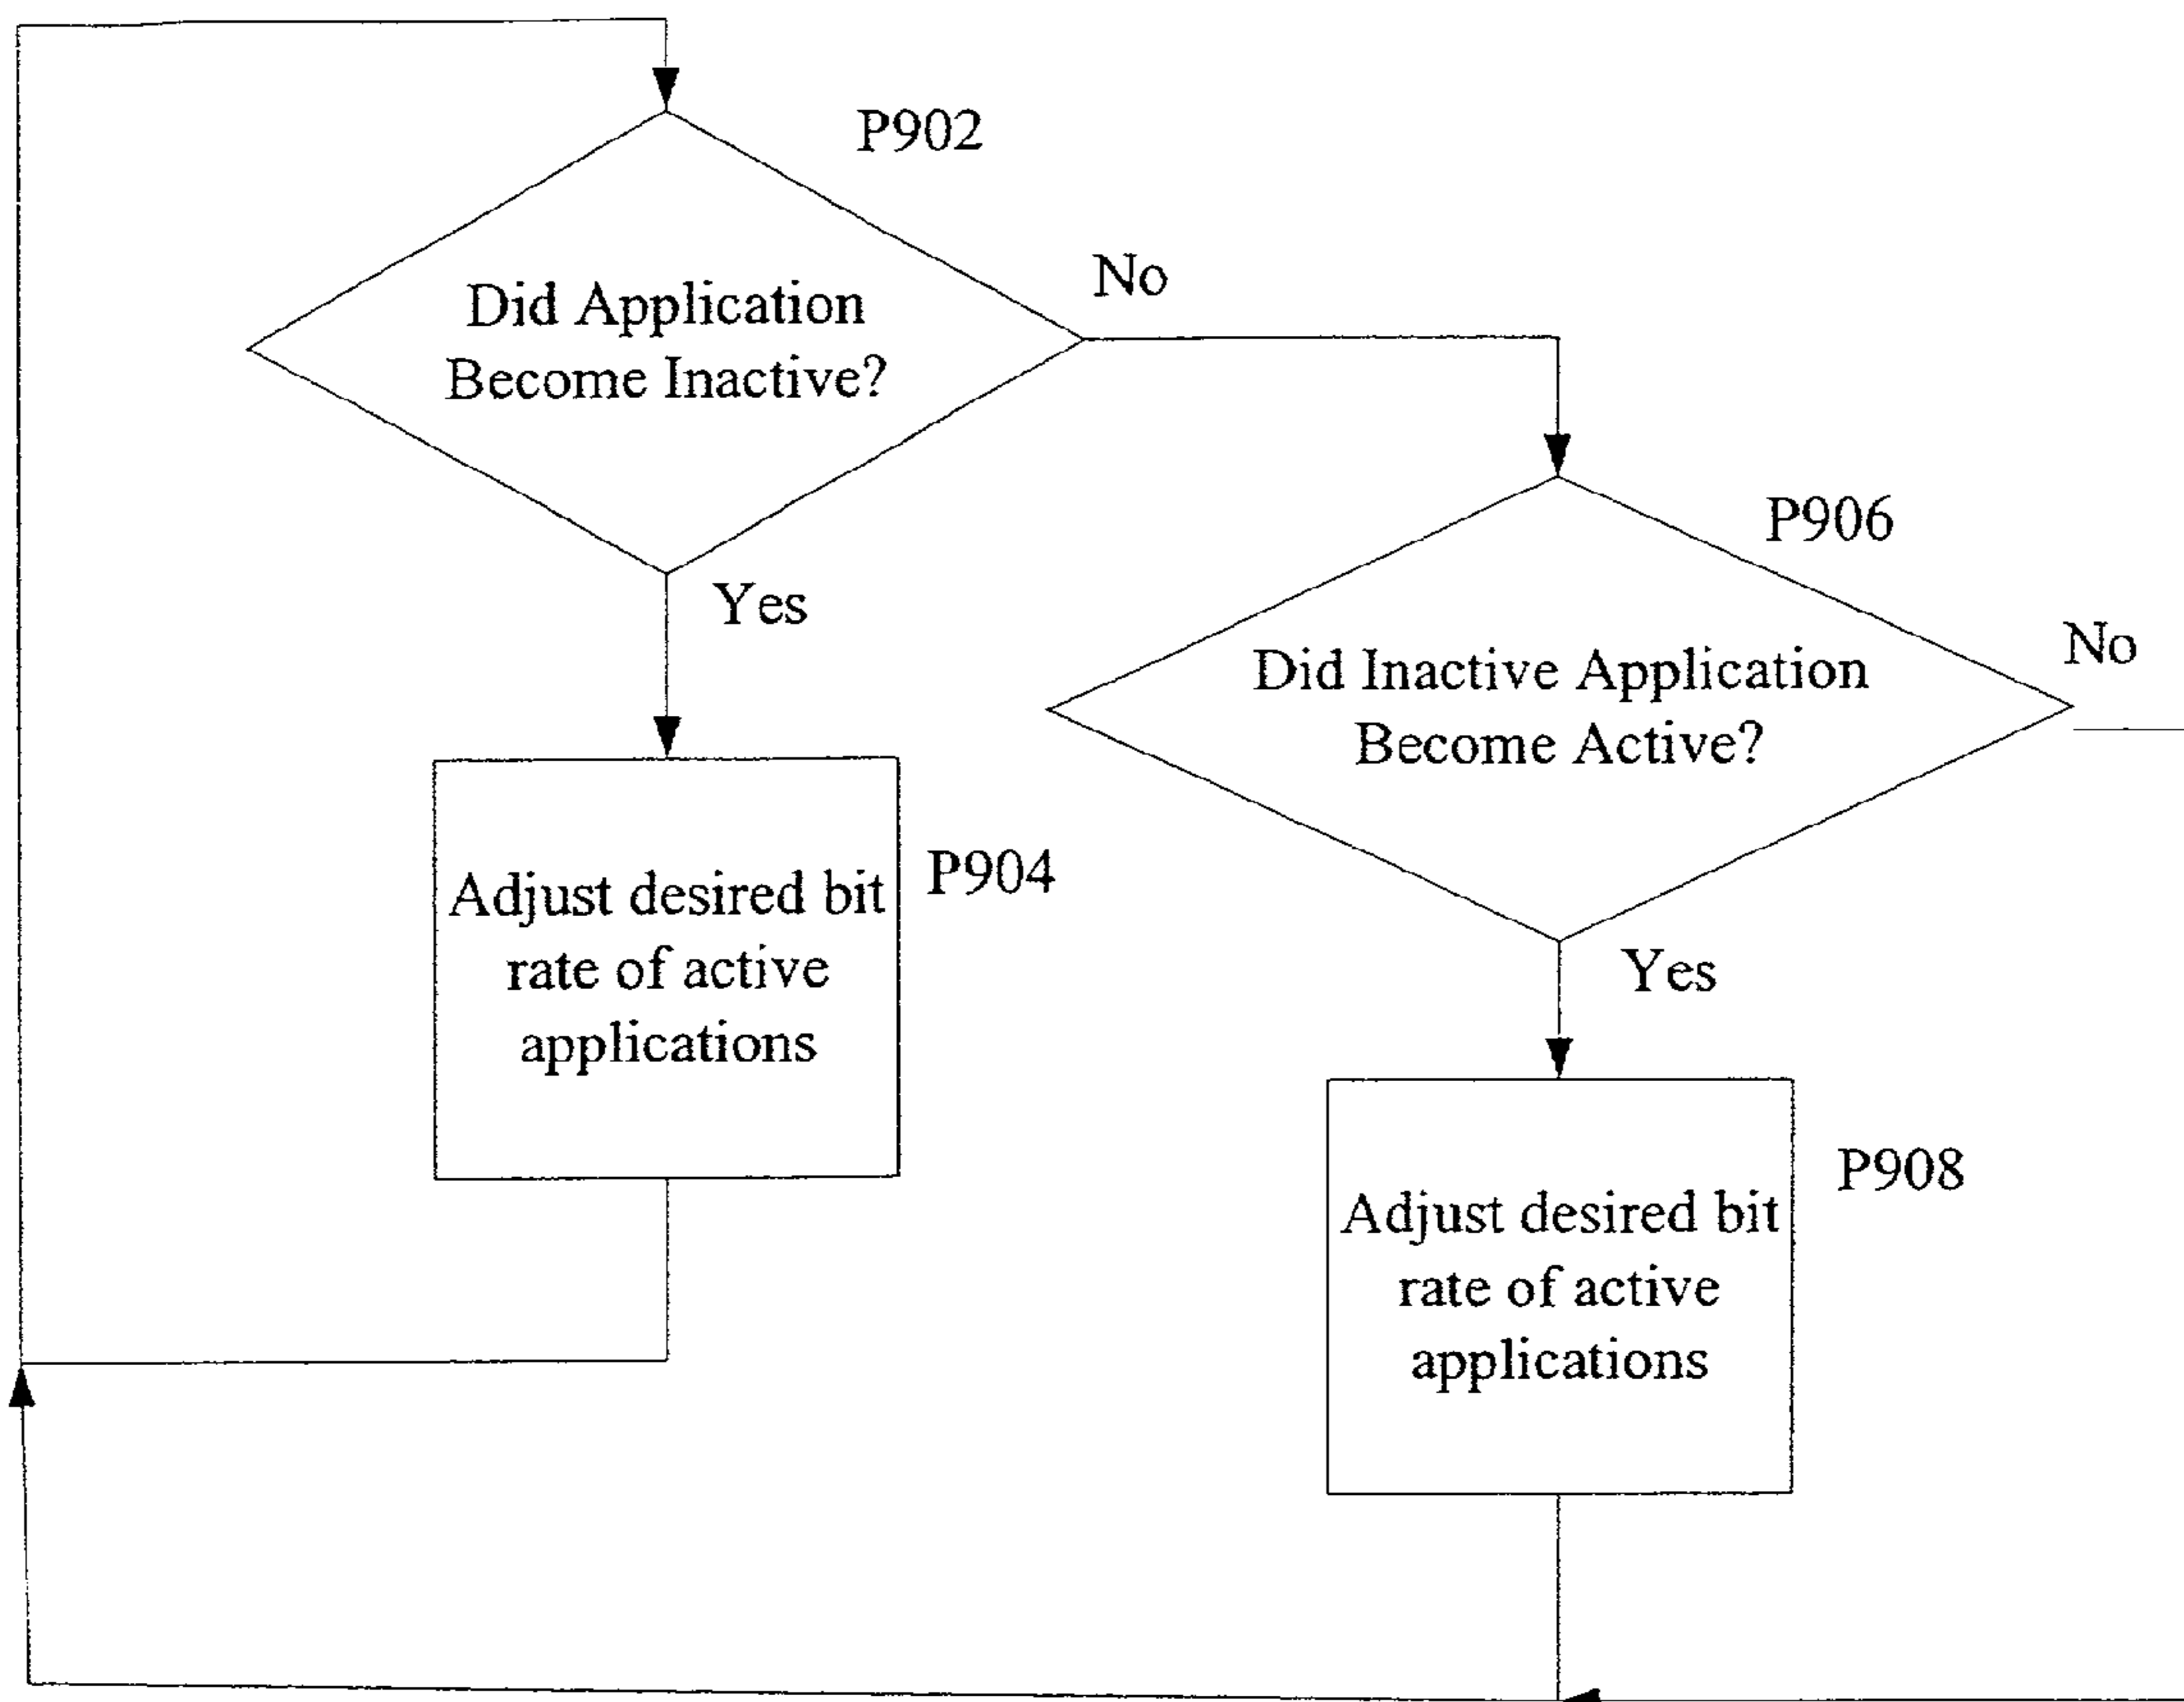 P902
Did Application
Become Inactive?
No
Yes
P906
Did Inactive Application
Become Active?
No
Yes
P904
Adjust desired bit
rate of active
applications
P908
Adjust desired bit
rate of active
applications